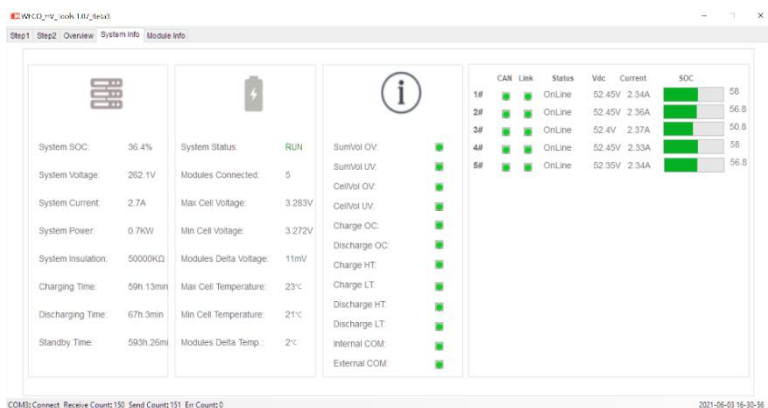 WECO_HV_Tools 1.07_Beta3
Step1 Step2 Overview System Info Module Info
System SOC: 36.4%
System Voltage: 262.1V
System Current: 2.7A
System Power: 0.7KW
System Insulation: 50000KΩ
Charging Time: 59h.13min
Discharging Time: 67h.3min
Standby Time: 593h.26mi
System Status: RUN
Modules Connected: 5
Max Cell Voltage: 3.283V
Min Cell Voltage: 3.272V
Modules Delta Voltage: 11mV
Max Cell Temperature: 23℃
Min Cell Temperature: 21℃
Modules Delta Temp.: 2℃
i
SumVol OV:
SumVol UV:
CellVol OV:
CellVol UV:
Charge OC:
Discharge OC:
Charge HT:
Charge LT:
Discharge HT:
Discharge LT:
Internal COM:
External COM:
CAN Link Status Vdc Current SOC
1# OnLine 52.45V 2.34A 58
2# OnLine 52.45V 2.36A 56.8
3# OnLine 52.4V 2.37A 50.8
4# OnLine 52.45V 2.33A 58
5# OnLine 52.35V 2.34A 56.8
COM3: Connect Receive Count: 150 Send Count: 151 Err Count: 0
2021-06-03 16-30-56